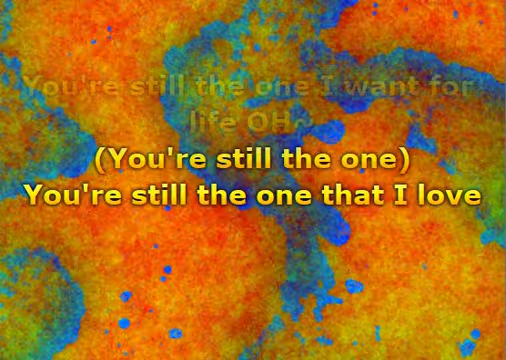 You're still the one I want for
life OH~
(You're still the one)
You're still the one that I love